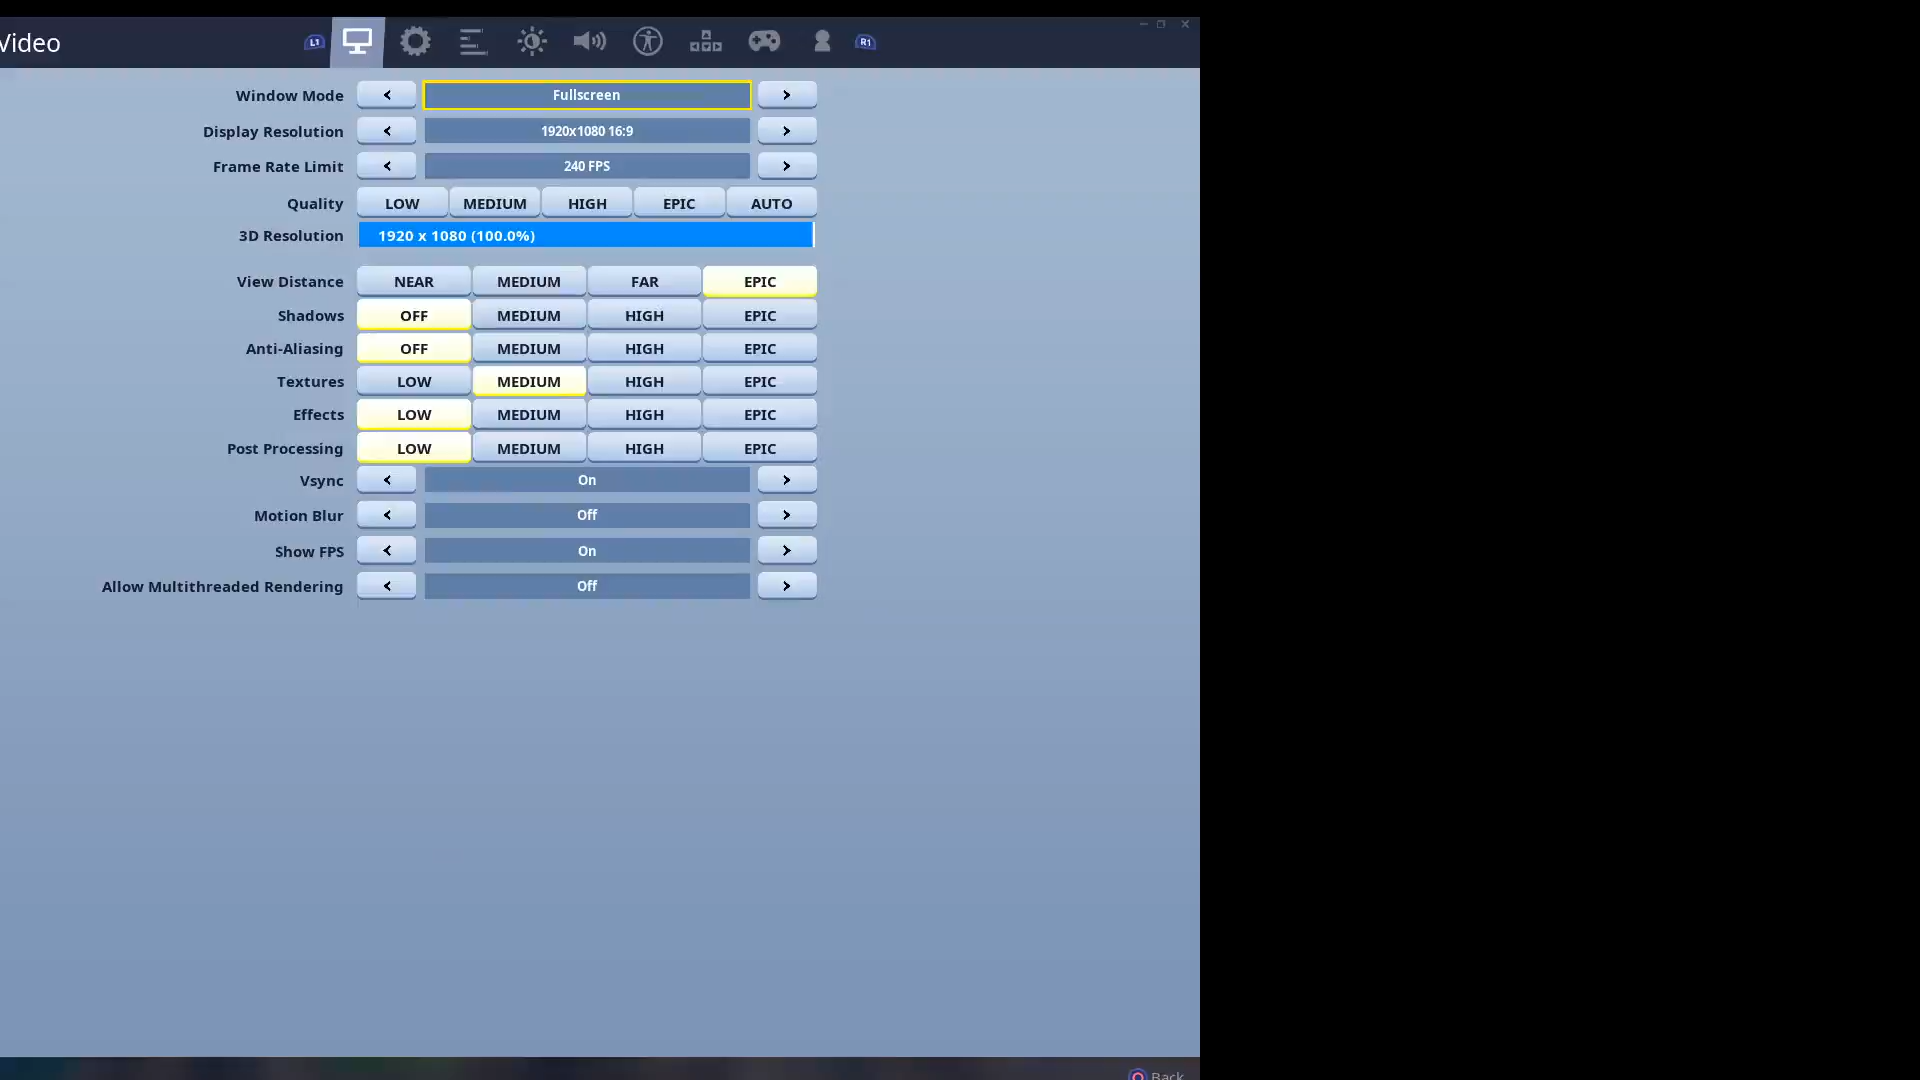 Video L1 R1
Window Mode < Fullscreen >
Display Resolution < 1920x1080 16:9 >
Frame Rate Limit < 240 FPS >
Quality LOW MEDIUM HIGH EPIC AUTO
3D Resolution 1920 x 1080 (100.0%)
View Distance NEAR MEDIUM FAR EPIC
Shadows OFF MEDIUM HIGH EPIC
Anti-Aliasing OFF MEDIUM HIGH EPIC
Textures LOW MEDIUM HIGH EPIC
Effects LOW MEDIUM HIGH EPIC
Post Processing LOW MEDIUM HIGH EPIC
Vsync < On >
Motion Blur < Off >
Show FPS < On >
Allow Multithreaded Rendering < Off >
Back